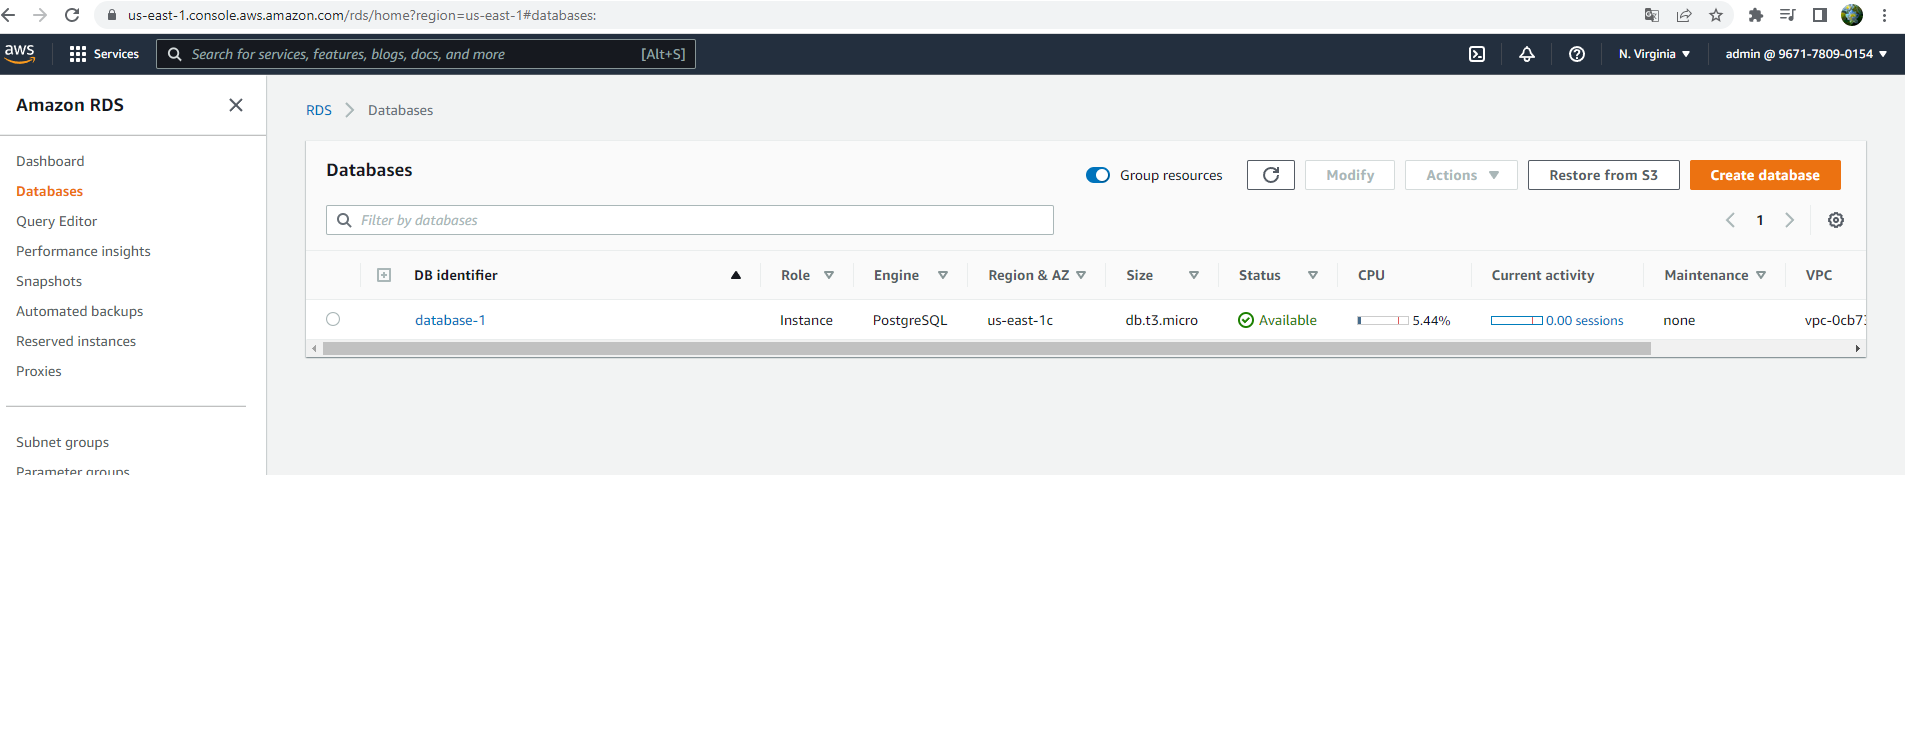 us-east-1.console.aws.amazon.com/rds/home?region=us-east-1#databases:
aws Services Search for services, features, blogs, docs, and more [Alt+S] N. Virginia admin @ 9671-7809-0154
Amazon RDS
Dashboard
Databases
Query Editor
Performance insights
Snapshots
Automated backups
Reserved instances
Proxies
Subnet groups
Parameter groups
RDS Databases
Databases Group resources Modify Actions Restore from S3 Create database
Filter by databases 1
DB identifier Role Engine Region & AZ Size Status CPU Current activity Maintenance VPC
database-1 Instance PostgreSQL us-east-1c db.t3.micro Available 5.44% 0.00 sessions none vpc-0cb73